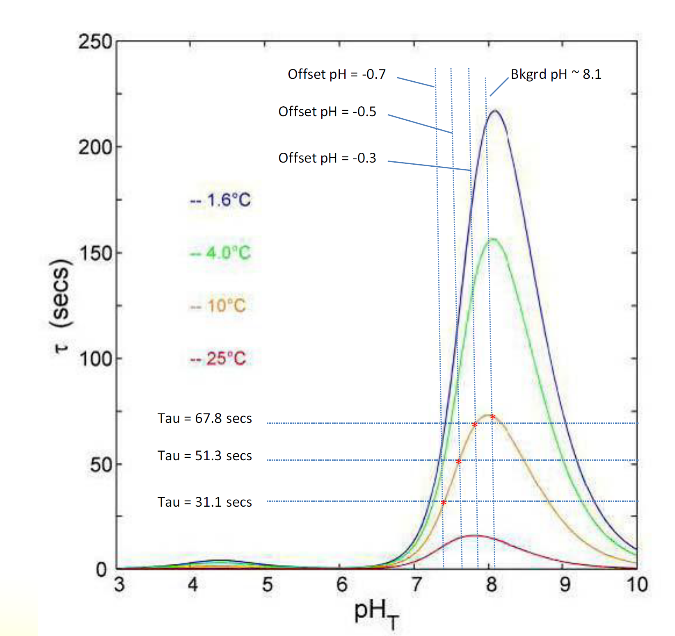 250
Offset pH = -0.7
Bkgrd pH ~ 8.1
Offset pH = -0.5
200
Offset pH = -0.3
-- 1.6°C
150
-- 4.0°C
τ (secs)
-- 10°C
100
-- 25°C
Tau = 67.8 secs
50
Tau = 51.3 secs
Tau = 31.1 secs
0
3 4 5 6 7 8 9 10
pHT